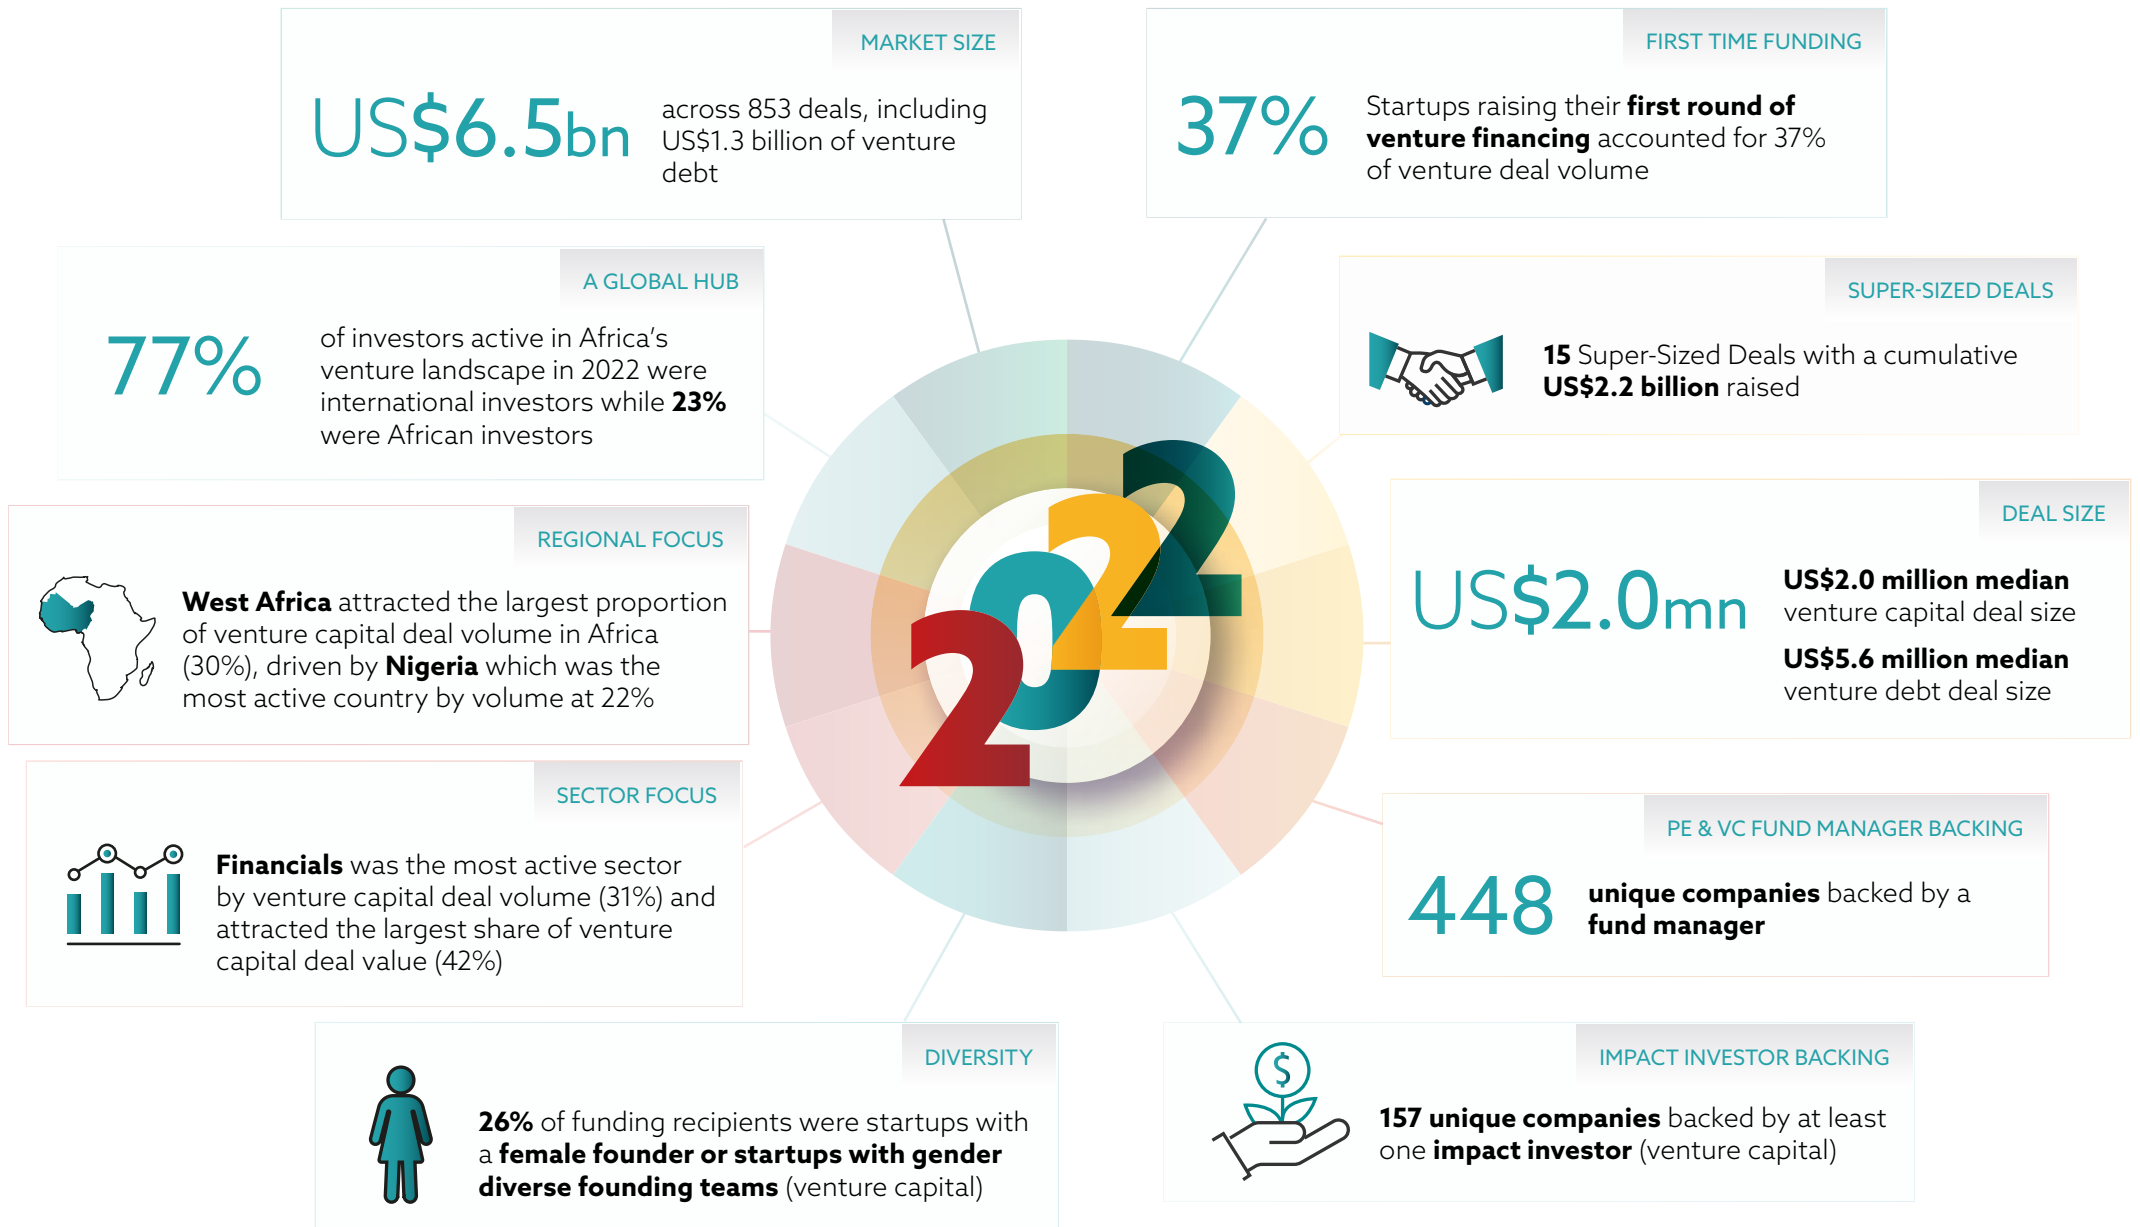 MARKET SIZE
US$6.5bn
across 853 deals, including
US$1.3 billion of venture
debt
FIRST TIME FUNDING
37%
Startups raising their first round of
venture financing accounted for 37%
of venture deal volume
A GLOBAL HUB
77%
of investors active in Africa's
venture landscape in 2022 were
international investors while 23%
were African investors
SUPER-SIZED DEALS
15 Super-Sized Deals with a cumulative
US$2.2 billion raised
REGIONAL FOCUS
West Africa attracted the largest proportion
of venture capital deal volume in Africa
(30%), driven by Nigeria which was the
most active country by volume at 22%
2022
DEAL SIZE
US$2.0mn
US$2.0 million median
venture capital deal size
US$5.6 million median
venture debt deal size
SECTOR FOCUS
Financials was the most active sector
by venture capital deal volume (31%) and
attracted the largest share of venture
capital deal value (42%)
PE & VC FUND MANAGER BACKING
448
unique companies backed by a
fund manager
DIVERSITY
26% of funding recipients were startups with
a female founder or startups with gender
diverse founding teams (venture capital)
IMPACT INVESTOR BACKING
$
157 unique companies backed by at least
one impact investor (venture capital)